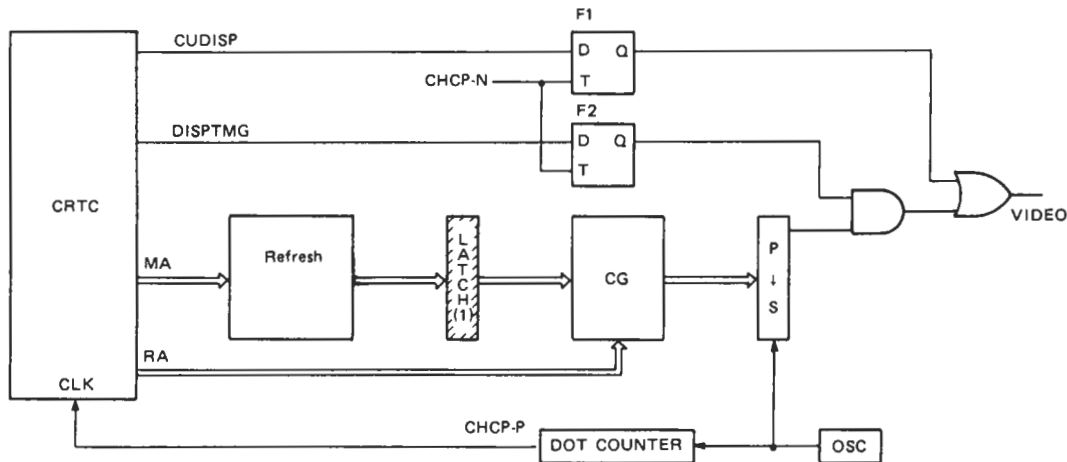 F1
CUDISP
D Q
T
CHCP-N
F2
DISPTMG
D Q
T
CRTC
VIDEO
MA
Refresh
LATCH
(1)
CG
P
↓
S
RA
CLK
CHCP-P
DOT COUNTER
OSC